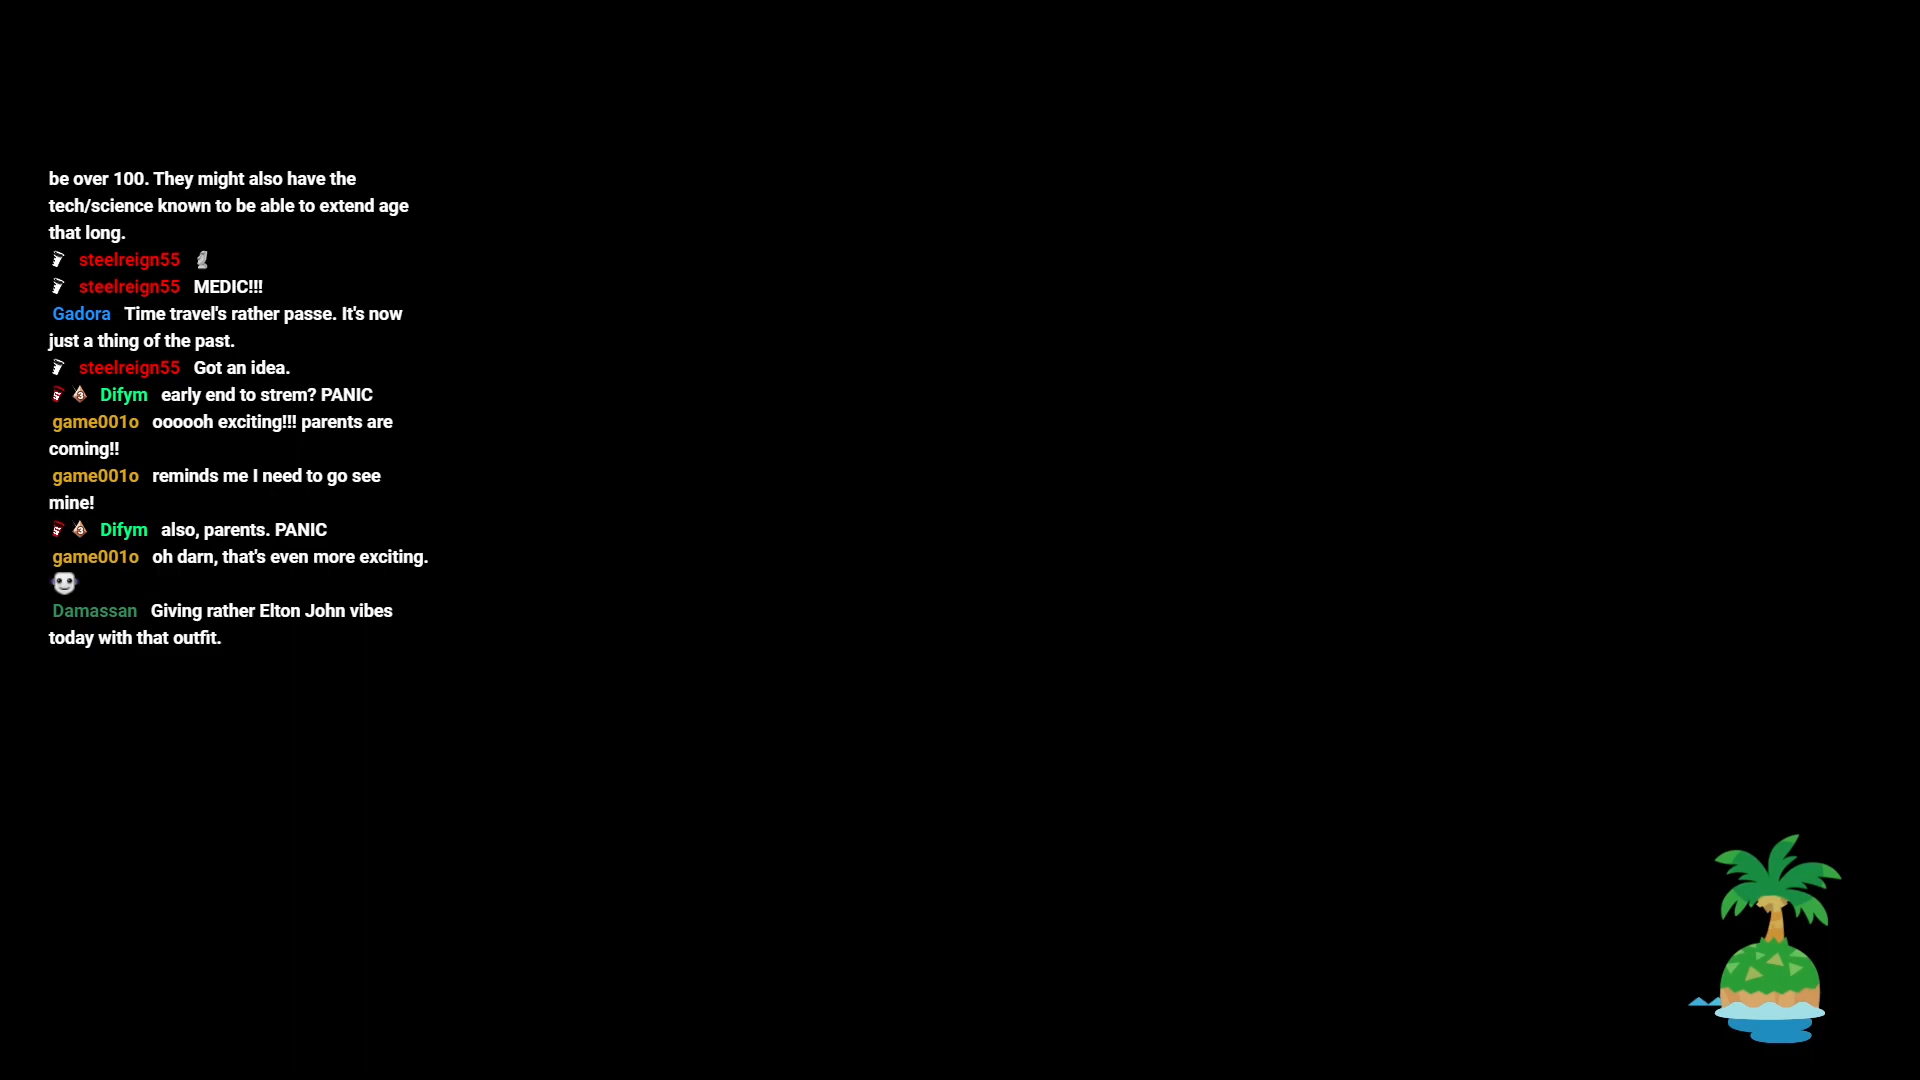 be over 100. They might also have the
tech/science known to be able to extend age
that long.
steelreign55
steelreign55 MEDIC!!!
Gadora Time travel's rather passe. It's now
just a thing of the past.
steelreign55 Got an idea.
Difym early end to strem? PANIC
game001o oooooh exciting!!! parents are
coming!!
game001o reminds me I need to go see
mine!
Difym also, parents. PANIC
game001o oh darn, that's even more exciting.
Damassan Giving rather Elton John vibes
today with that outfit.